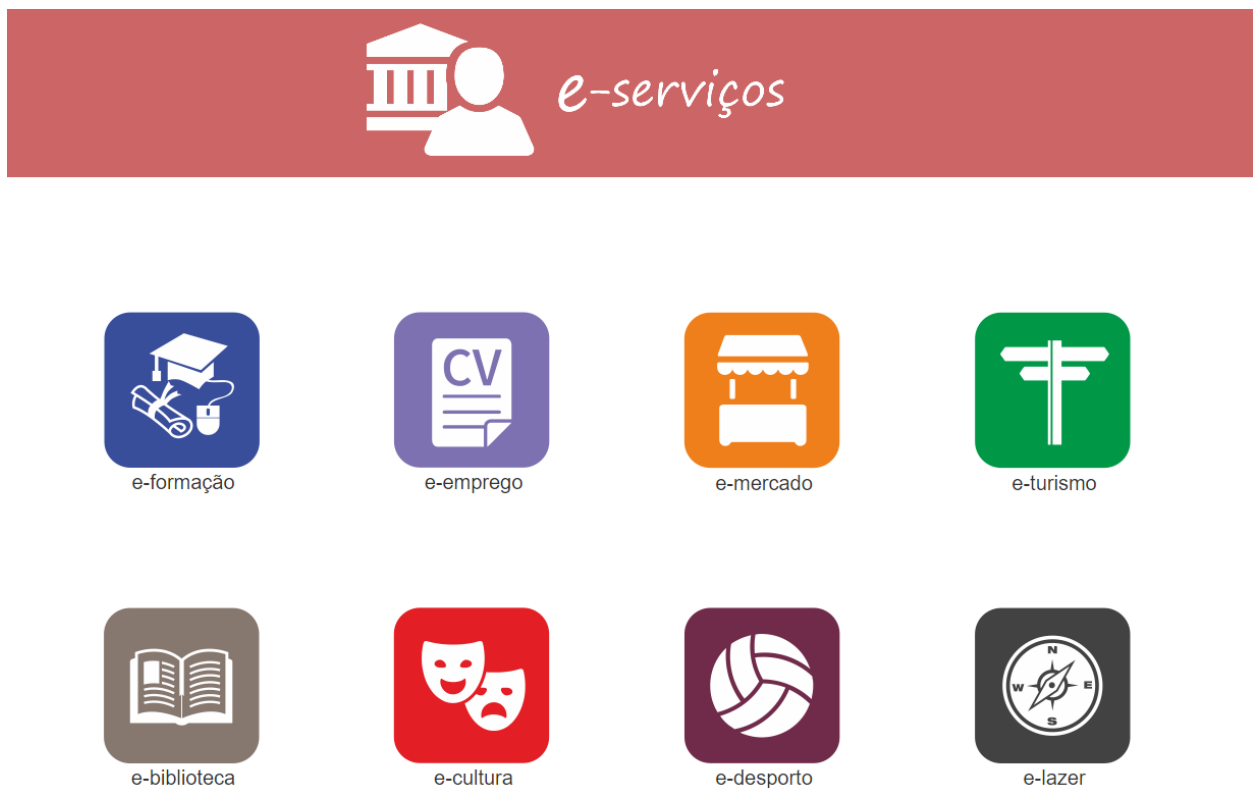 e-serviços
CV
e-formação
e-emprego
e-mercado
e-turismo
N
W E
S
e-biblioteca
e-cultura
e-desporto
e-lazer